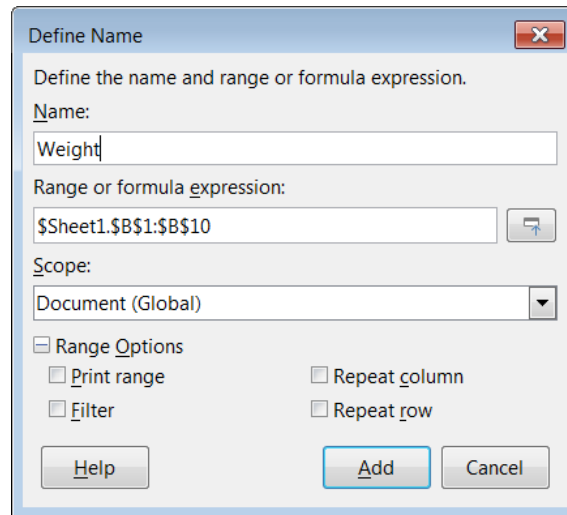 Define Name
Define the name and range or formula expression.
Name:
Weight
Range or formula expression:
$Sheet1.$B$1:$B$10
Scope:
Document (Global)
Range Options
Print range Repeat column
Filter Repeat row
Help Add Cancel